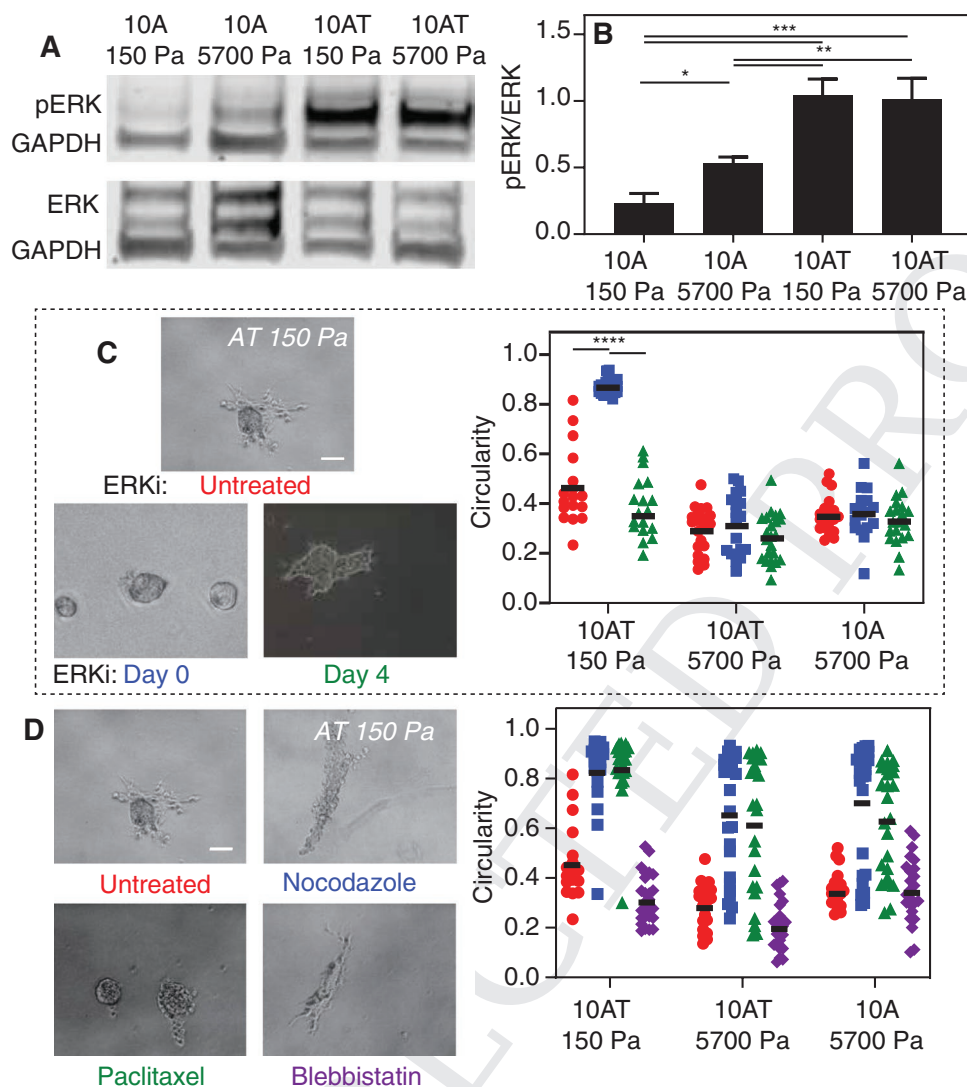 A
10A 10A 10AT 10AT
150 Pa 5700 Pa 150 Pa 5700 Pa
pERK
GAPDH
ERK
GAPDH
B
pERK/ERK
1.5
1.0
0.5
0.0
***
**
*
10A 10A 10AT 10AT
150 Pa 5700 Pa 150 Pa 5700 Pa
C
AT 150 Pa
ERKi: Untreated
ERKi: Day 0 Day 4
Circularity
1.0
0.8
0.6
0.4
0.2
0.0
****
10AT 10AT 10A
150 Pa 5700 Pa 5700 Pa
D
AT 150 Pa
Untreated Nocodazole
Paclitaxel Blebbistatin
Circularity
1.0
0.8
0.6
0.4
0.2
0.0
10AT 10AT 10A
150 Pa 5700 Pa 5700 Pa
CTED PRO